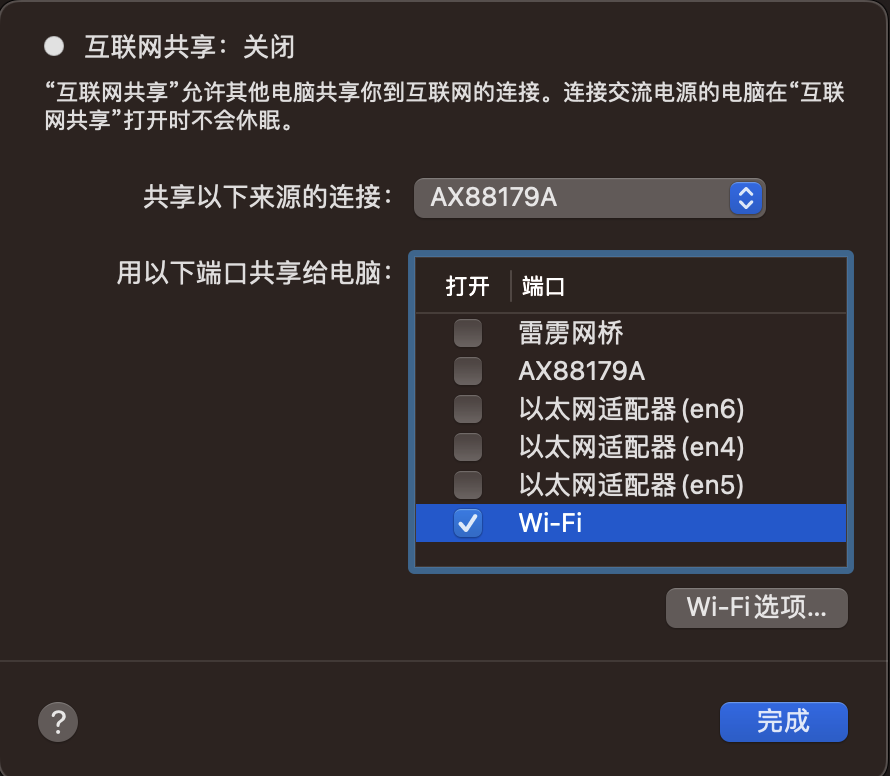 互联网共享：关闭
“互联网共享”允许其他电脑共享你到互联网的连接。连接交流电源的电脑在“互联
网共享”打开时不会休眠。
共享以下来源的连接： AX88179A
用以下端口共享给电脑：
打开 端口
雷雳网桥
AX88179A
以太网适配器 (en6)
以太网适配器 (en4)
以太网适配器 (en5)
Wi-Fi
Wi-Fi选项...
? 完成